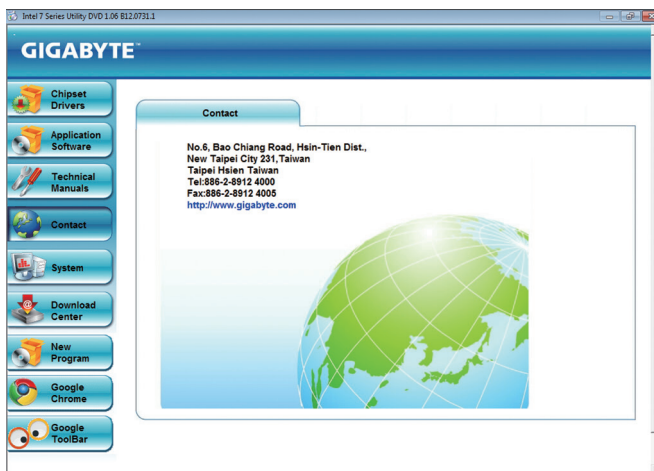 Intel 7 Series Utility DVD 1.06 B12.0731.1
GIGABYTE™
Chipset
Drivers
Application
Software
Technical
Manuals
Contact
System
Download
Center
New
Program
Google
Chrome
Google
ToolBar
Contact
No.6, Bao Chiang Road, Hsin-Tien Dist.,
New Taipei City 231,Taiwan
Taipei Hsien Taiwan
Tel:886-2-8912 4000
Fax:886-2-8912 4005
http://www.gigabyte.com